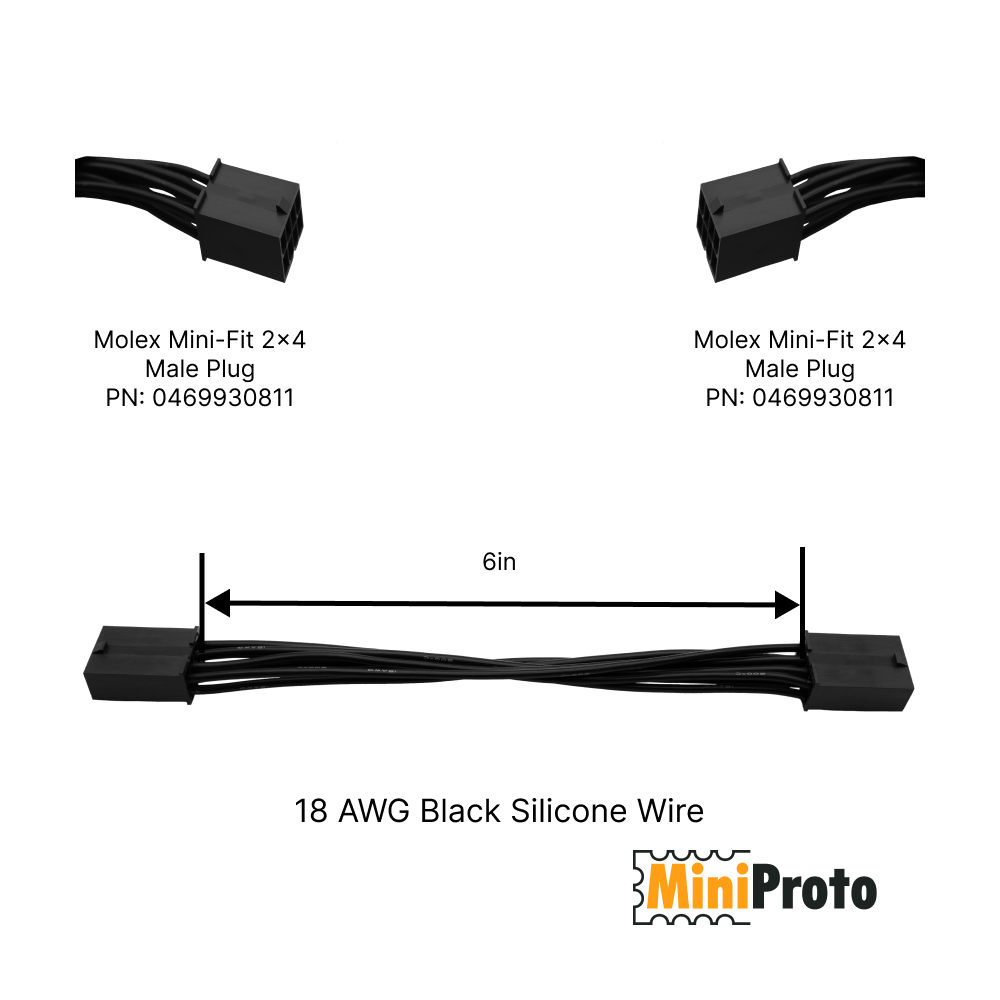 Molex Mini-Fit 2×4
Male Plug
PN: 0469930811
Molex Mini-Fit 2×4
Male Plug
PN: 0469930811
6in
18 AWG Black Silicone Wire
MiniProto